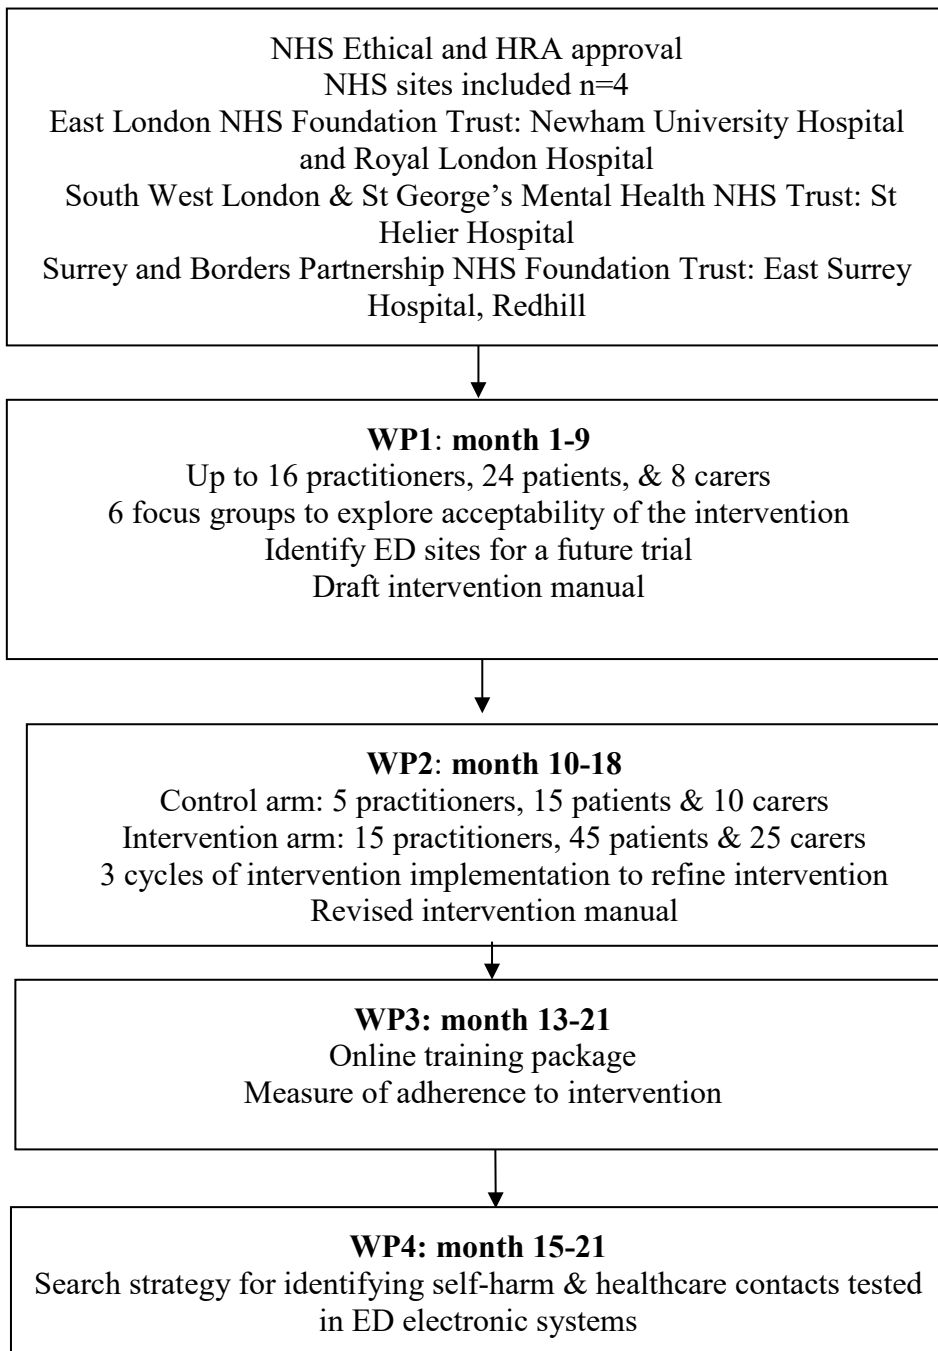 NHS Ethical and HRA approval
NHS sites included n=4
East London NHS Foundation Trust: Newham University Hospital
and Royal London Hospital
South West London & St George’s Mental Health NHS Trust: St
Helier Hospital
Surrey and Borders Partnership NHS Foundation Trust: East Surrey
Hospital, Redhill
WP1: month 1-9
Up to 16 practitioners, 24 patients, & 8 carers
6 focus groups to explore acceptability of the intervention
Identify ED sites for a future trial
Draft intervention manual
WP2: month 10-18
Control arm: 5 practitioners, 15 patients & 10 carers
Intervention arm: 15 practitioners, 45 patients & 25 carers
3 cycles of intervention implementation to refine intervention
Revised intervention manual
WP3: month 13-21
Online training package
Measure of adherence to intervention
WP4: month 15-21
Search strategy for identifying self-harm & healthcare contacts tested
in ED electronic systems